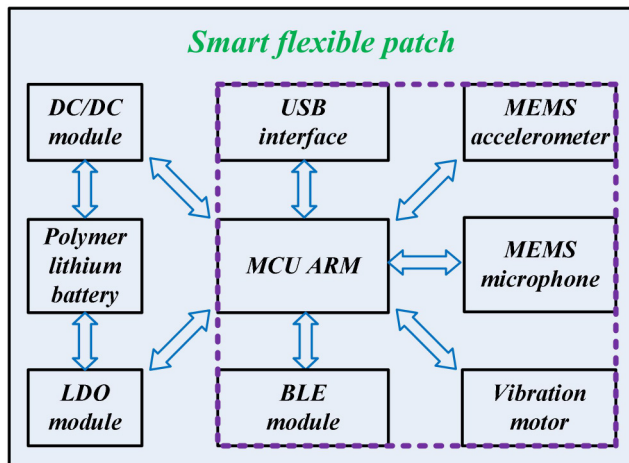 Smart flexible patch
DC/DC
module
USB
interface
MEMS
accelerometer
Polymer
lithium
battery
MCU ARM
MEMS
microphone
LDO
module
BLE
module
Vibration
motor